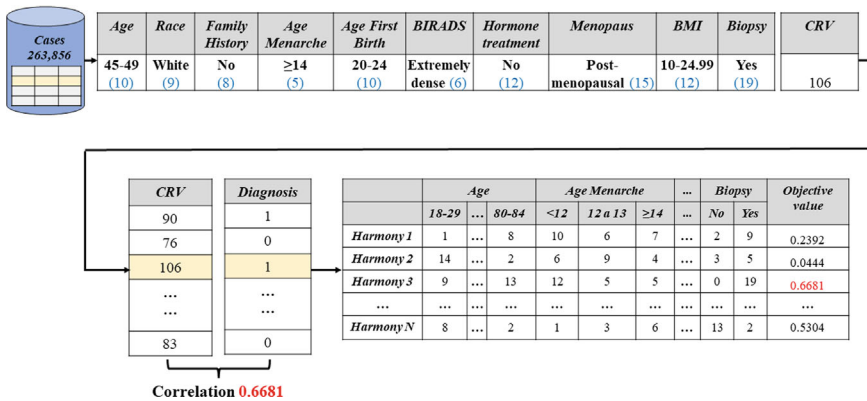 Cases
263,856
Age Race Family History Age Menarche Age First Birth BIRADS Hormone treatment Menopaus BMI Biopsy CRV
45-49 White No ≥14 20-24 Extremely dense (6) No Post-menopausal (15) 10-24.99 Yes 106
(10) (9) (8) (5) (10) (12) (12) (19)
CRV Diagnosis
90 1
76 0
106 1
... ...
... ...
83 0
Correlation 0.6681
Age Age Menarche ... Biopsy Objective value
18-29 ... 80-84 <12 12 a 13 ≥14 ... No Yes
Harmony 1 1 ... 8 10 6 7 ... 2 9 0.2392
Harmony 2 14 ... 2 6 9 4 ... 3 5 0.0444
Harmony 3 9 ... 13 12 5 5 ... 0 19 0.6681
... ... ... ... ... ... ... ... ... ... ...
Harmony N 8 ... 2 1 3 6 ... 13 2 0.5304